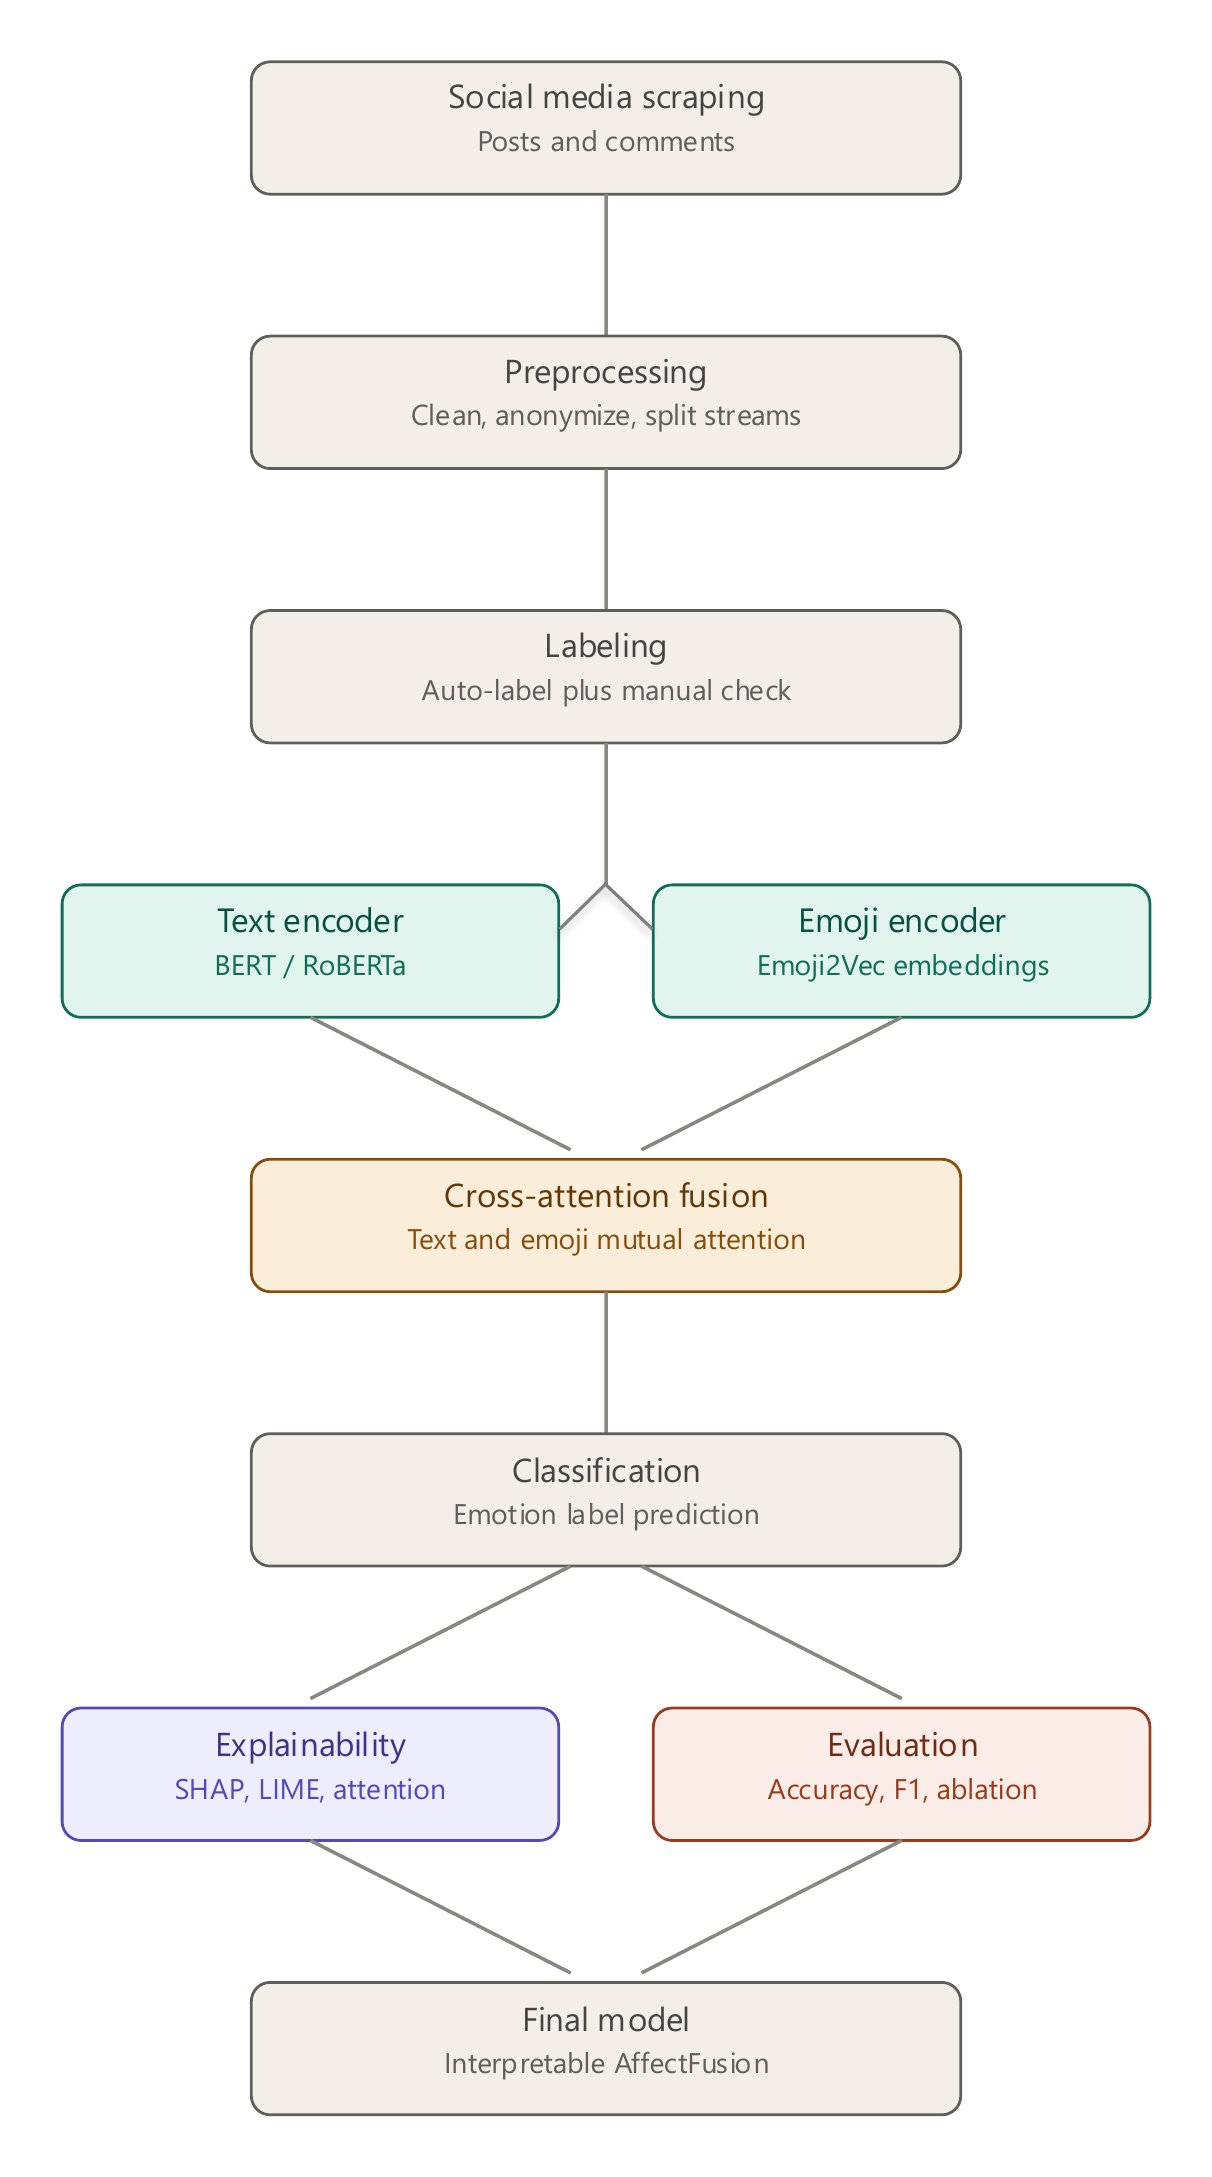 Social media scraping
Posts and comments
Preprocessing
Clean, anonymize, split streams
Labeling
Auto-label plus manual check
Text encoder
BERT / RoBERTa
Emoji encoder
Emoji2Vec embeddings
Cross-attention fusion
Text and emoji mutual attention
Classification
Emotion label prediction
Explainability
SHAP, LIME, attention
Evaluation
Accuracy, F1, ablation
Final model
Interpretable AffectFusion